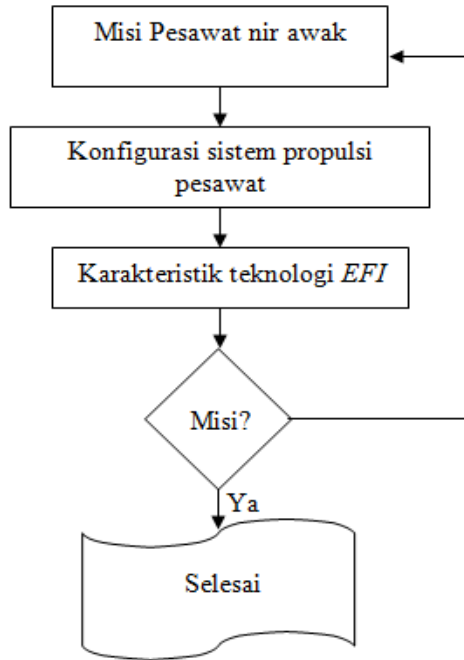 Misi Pesawat nir awak
Konfigurasi sistem propulsi
pesawat
Karakteristik teknologi EFI
Misi?
Ya
Selesai